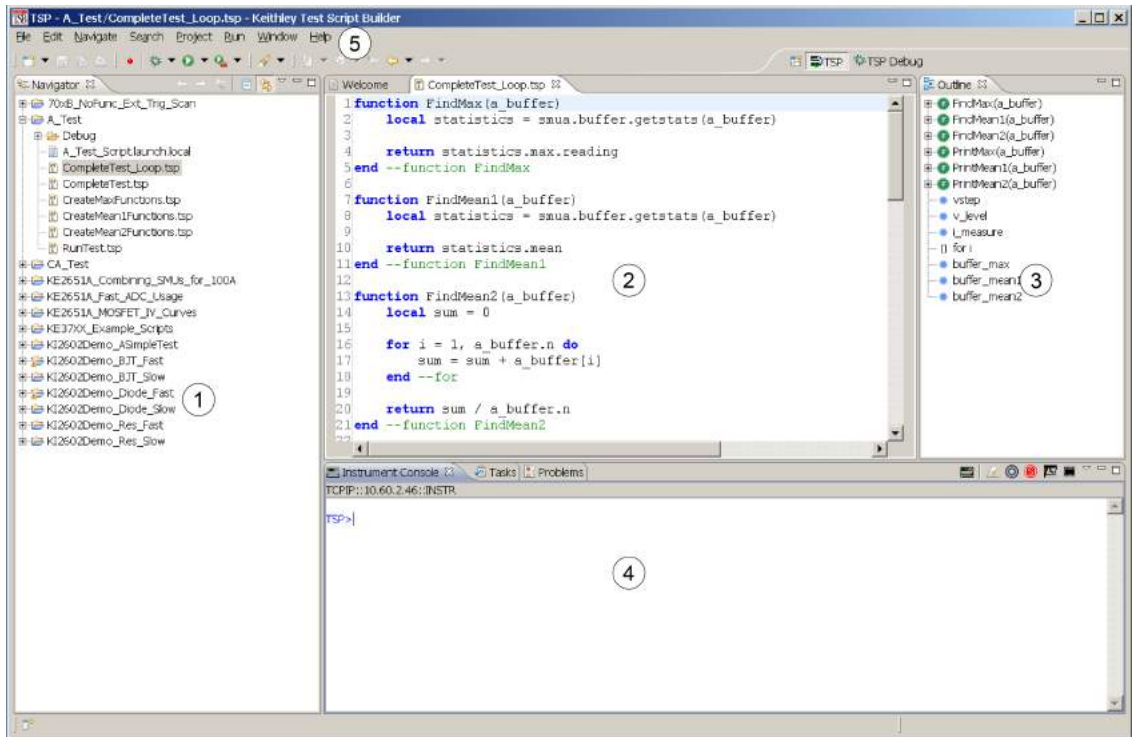 TSP - A_Test/CompleteTest_Loop.tsp - Keithley Test Script Builder
File Edit Navigate Search Project Run Window Help
5
TSP TSP Debug
Navigator
70xB_NoFunc_Ext_Trig_Scan
A_Test
Debug
A_Test_Script.launch.local
CompleteTest_Loop.tsp
CompleteTest.tsp
CreateMaxFunctions.tsp
CreateMean1Functions.tsp
CreateMean2Functions.tsp
RunTest.tsp
CA_Test
KE2651A_Combining_SMUs_for_100A
KE2651A_Fast_ADC_Usage
KE2651A_MOSFET_IV_Curves
KE37XX_Example_Scripts
KI2602Demo_ASimpleTest
KI2602Demo_BJT_Fast
KI2602Demo_BJT_Slow
KI2602Demo_Diode_Fast
KI2602Demo_Diode_Slow
KI2602Demo_Res_Fast
KI2602Demo_Res_Slow
1
Welcome CompleteTest_Loop.tsp
1 function FindMax(a_buffer)
2 local statistics = smua.buffer.getstats(a_buffer)
3
4 return statistics.max.reading
5 end --function FindMax
6
7 function FindMean1(a_buffer)
8 local statistics = smua.buffer.getstats(a_buffer)
9
10 return statistics.mean
11 end --function FindMean1
12
13 function FindMean2(a_buffer)
14 local sum = 0
15
16 for i = 1, a_buffer.n do
17 sum = sum + a_buffer[i]
18 end --for
19
20 return sum / a_buffer.n
21 end --function FindMean2
22
2
Outline
FindMax(a_buffer)
FindMean1(a_buffer)
FindMean2(a_buffer)
PrintMax(a_buffer)
PrintMean1(a_buffer)
PrintMean2(a_buffer)
vstep
v_level
i_measure
for i
buffer_max
buffer_mean1
buffer_mean2
3
Instrument Console Tasks Problems
TCPIP::10.60.2.46::INSTR
TSP>
4